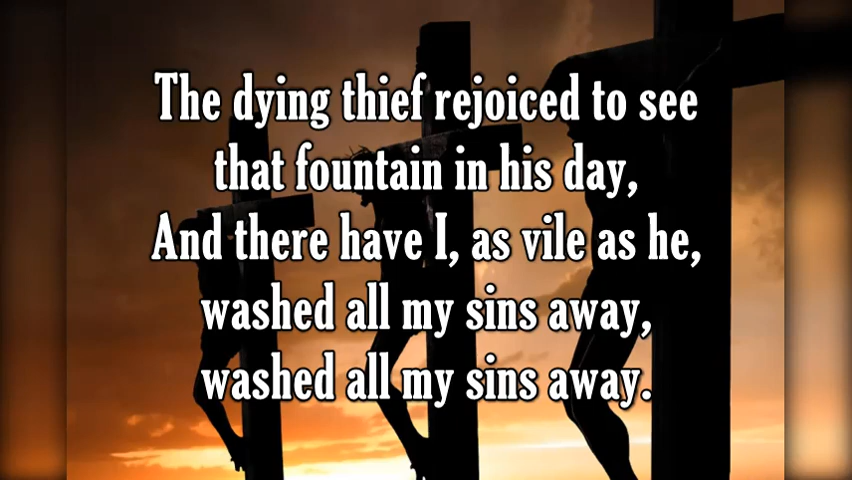 The dying thief rejoiced to see
that fountain in his day,
And there have I, as vile as he,
washed all my sins away,
washed all my sins away.